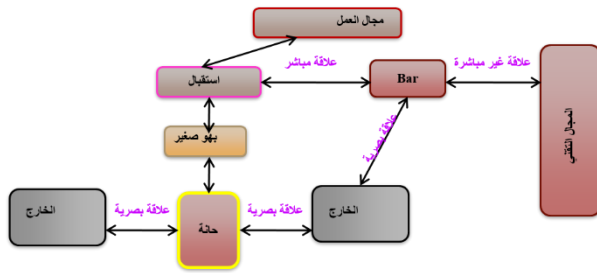 مجال العمل
علاقة مباشر
علاقة غير مباشرة
استقبال
Bar
المجال التقني
بهو صغير
علاقة بصرية
الخارج
علاقة بصرية
علاقة بصرية
الخارج
حانة